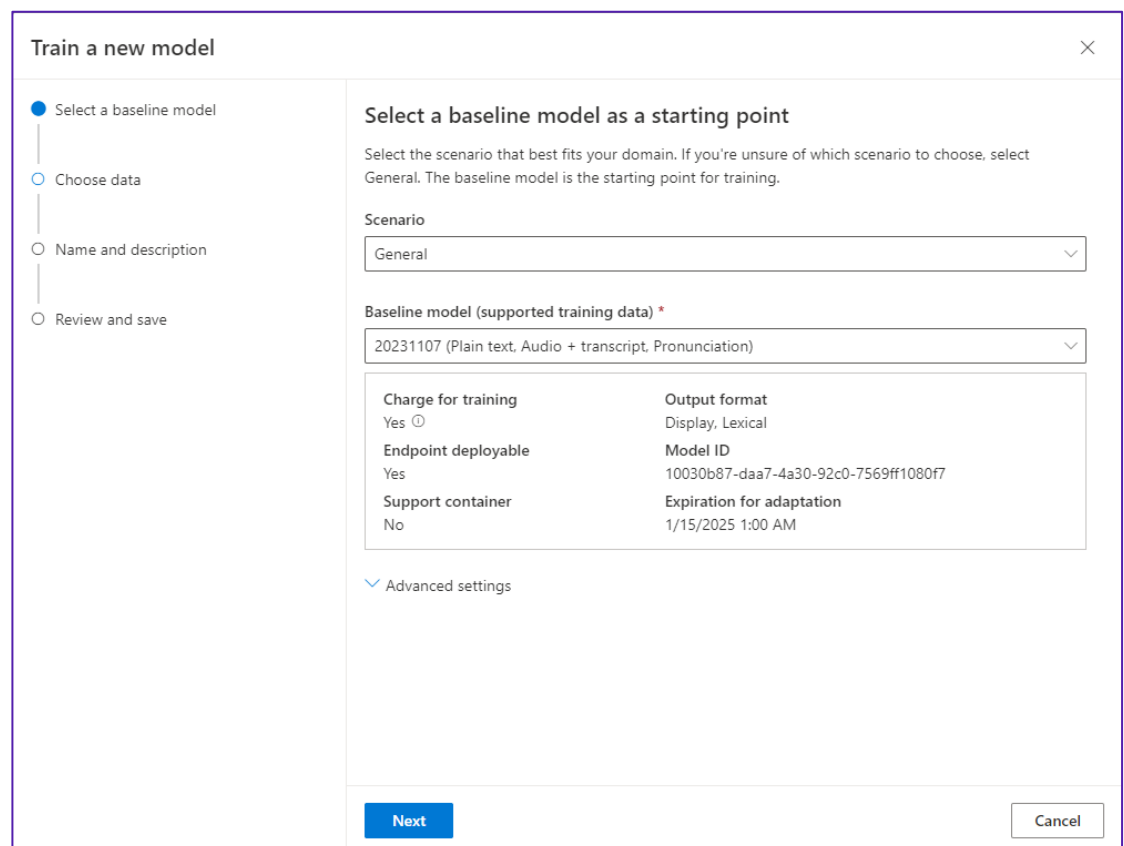 Train a new model
Select a baseline model
Choose data
Name and description
Review and save
Select a baseline model as a starting point
Select the scenario that best fits your domain. If you're unsure of which scenario to choose, select
General. The baseline model is the starting point for training.
Scenario
General
Baseline model (supported training data) *
20231107 (Plain text, Audio + transcript, Pronunciation)
Charge for training
Yes
Output format
Display, Lexical
Endpoint deployable
Yes
Model ID
10030b87-daa7-4a30-92c0-7569ff1080f7
Support container
No
Expiration for adaptation
1/15/2025 1:00 AM
Advanced settings
Next
Cancel